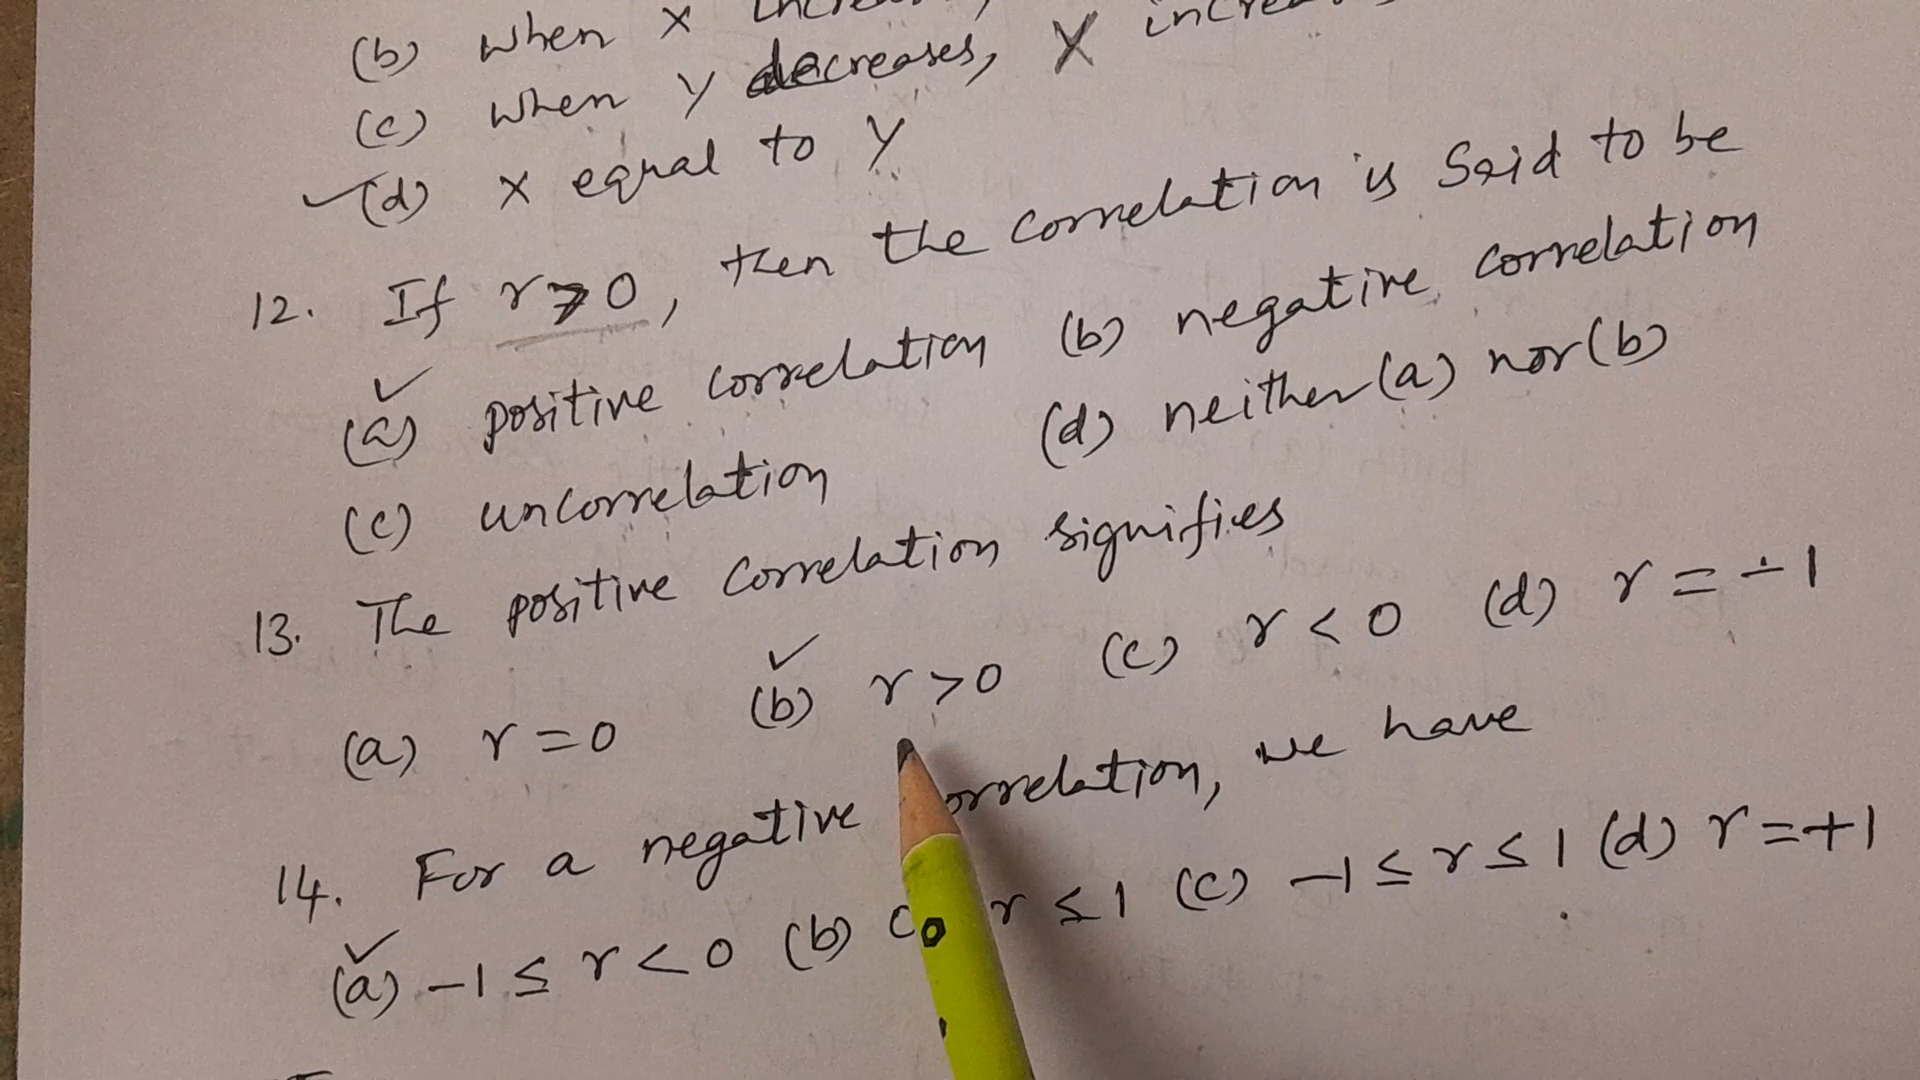 (b) when X
(c) when Y decreases, X
(d) X equal to Y
12. If r>0, then the correlation is said to be
(a) positive correlation (b) negative correlation
(c) uncorrelation (d) neither (a) nor (b)
13. The positive correlation signifies
(a) r = 0 (b) r > 0 (c) r < 0 (d) r = -1
14. For a negative correlation, we have
(a) -1 ≤ r < 0 (b) r ≤ 1 (c) -1 ≤ r ≤ 1 (d) r = +1